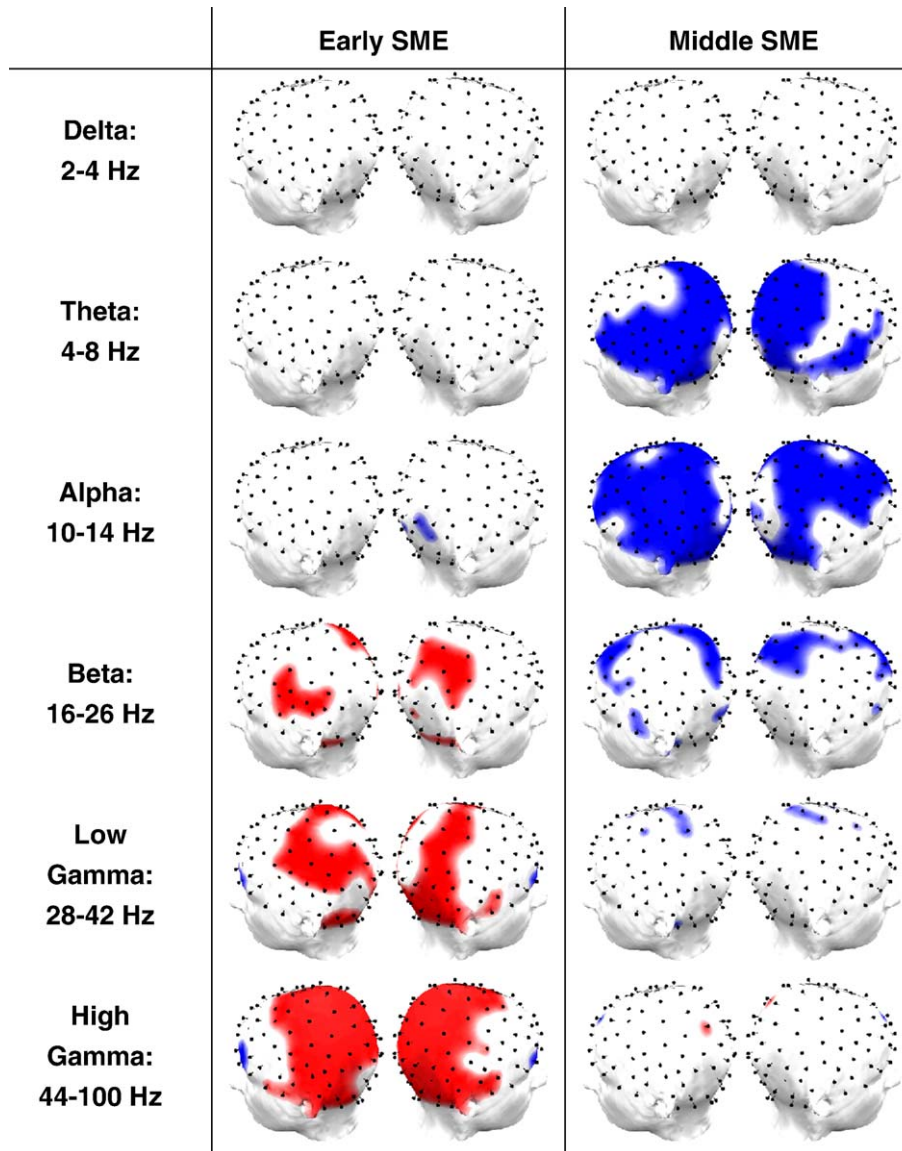 Early SME
Middle SME
Delta:
2-4 Hz
Theta:
4-8 Hz
Alpha:
10-14 Hz
Beta:
16-26 Hz
Low
Gamma:
28-42 Hz
High
Gamma:
44-100 Hz